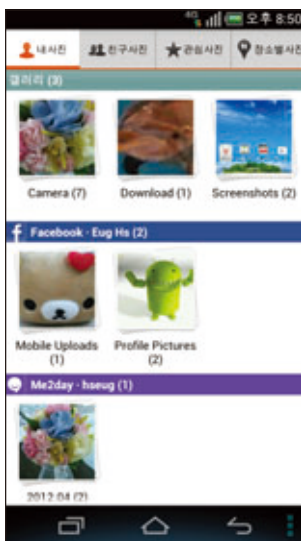 4G 오후 8:50
내사진 친구사진 관심사진 장소별사진
갤러리 (3)
Camera (7) Download (1) Screenshots (2)
Facebook · Eug Hs (2)
Mobile Uploads (1) Profile Pictures (2)
Me2day · hseug (1)
2012.04 (2)